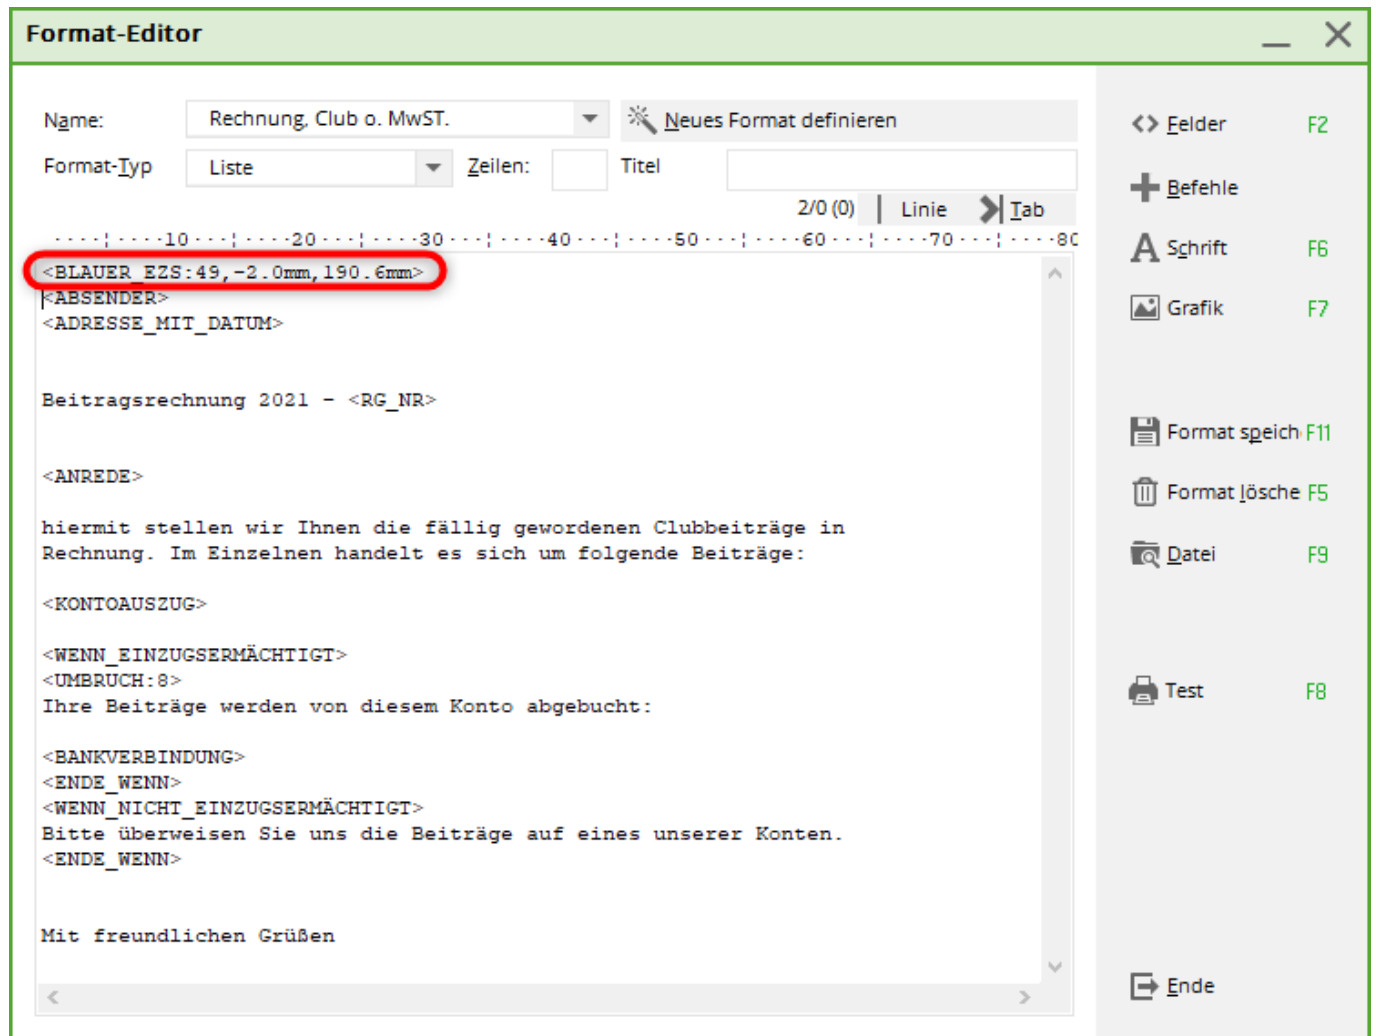 Format-Editor
Name: Rechnung, Club o. MwST. Neues Format definieren
Format-Typ Liste Zeilen: Titel
2/0 (0) Linie Tab
····¦····10···¦····20···¦····30···¦····40···¦····50···¦····60···¦····70···¦····80
<BLAUER_EZS:49,-2.0mm,190.6mm>
<ABSENDER>
<ADRESSE_MIT_DATUM>
Beitragsrechnung 2021 - <RG_NR>
<ANREDE>
hiermit stellen wir Ihnen die fällig gewordenen Clubbeiträge in
Rechnung. Im Einzelnen handelt es sich um folgende Beiträge:
<KONTOAUSZUG>
<WENN_EINZUGSERMÄCHTIGT>
<UMBRUCH:8>
Ihre Beiträge werden von diesem Konto abgebucht:
<BANKVERBINDUNG>
<ENDE_WENN>
<WENN_NICHT_EINZUGSERMÄCHTIGT>
Bitte überweisen Sie uns die Beiträge auf eines unserer Konten.
<ENDE_WENN>
Mit freundlichen Grüßen
<> Felder F2
Befehle
Schrift F6
Grafik F7
Format speich F11
Format lösche F5
Datei F9
Test F8
Ende